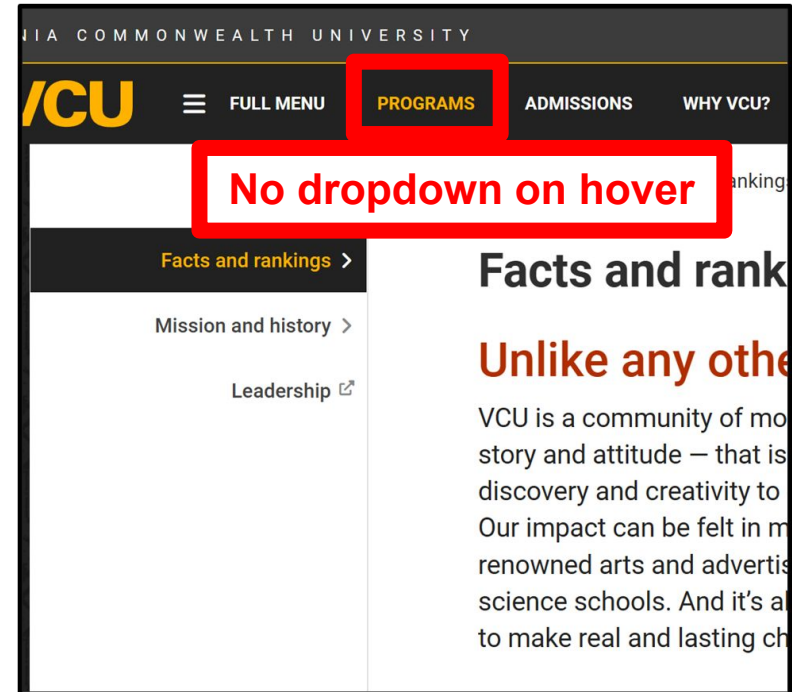 NIA COMMONWEALTH UNIVERSITY
VCU FULL MENU PROGRAMS ADMISSIONS WHY VCU?
No dropdown on hover
Facts and rankings
Mission and history
Leadership
Facts and rank
Unlike any othe
VCU is a community of mo
story and attitude — that is
discovery and creativity to
Our impact can be felt in m
renowned arts and advertis
science schools. And it's al
to make real and lasting ch